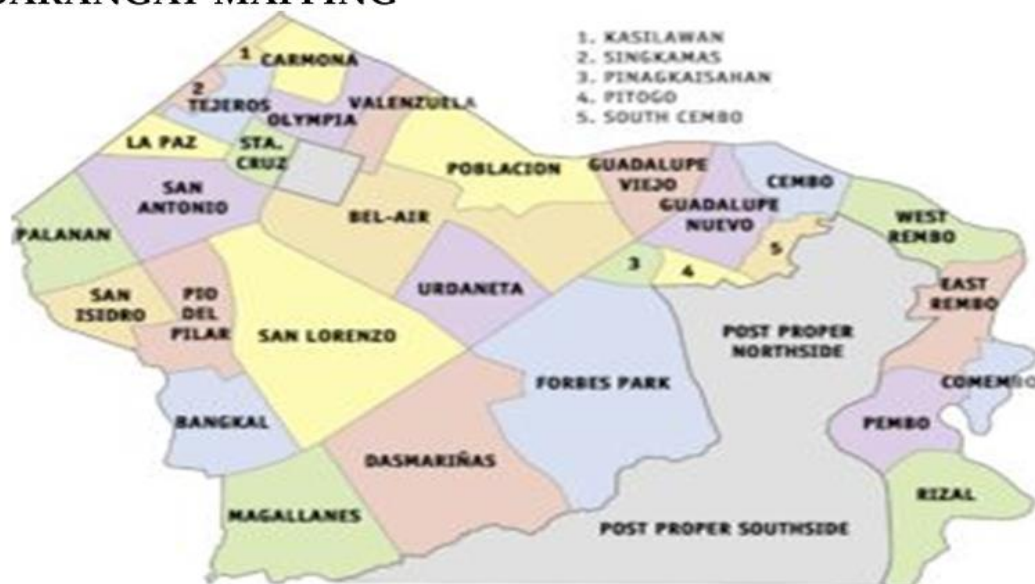 BARANGAY MAPPING
1. KASILAWAN
2. SINGKAMAS
3. PINAGKAISAHAN
4. PITOGO
5. SOUTH CEMBO
1
CARMONA
2
TEJEROS
VALENZUELA
OLYMPIA
LA PAZ
STA.
CRUZ
POBLACION
GUADALUPE
VIEJO
CEMBO
SAN
ANTONIO
BEL-AIR
GUADALUPE
NUEVO
WEST
REMBO
PALANAN
3
4
5
URDANETA
SAN
ISIDRO
PIO
DEL
PILAR
EAST
REMBO
SAN LORENZO
POST PROPER
NORTHSIDE
FORBES PARK
COMEMBO
BANGKAL
PEMBO
DASMARIÑAS
RIZAL
MAGALLANES
POST PROPER SOUTHSIDE